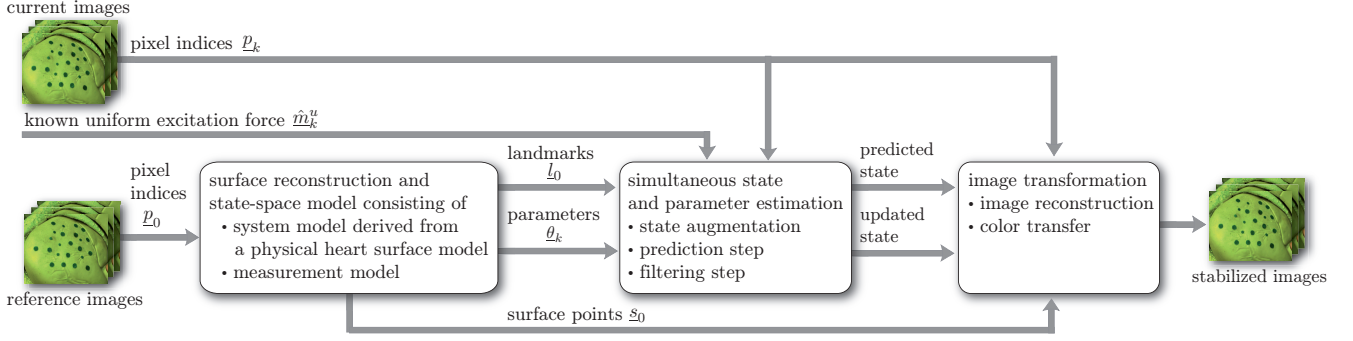 current images
pixel indices p_k
known uniform excitation force m̂_k^u
pixel
indices
p_0
reference images
surface reconstruction and
state-space model consisting of
• system model derived from
a physical heart surface model
• measurement model
landmarks
l_0
parameters
θ_k
simultaneous state
and parameter estimation
• state augmentation
• prediction step
• filtering step
predicted
state
updated
state
image transformation
• image reconstruction
• color transfer
stabilized images
surface points s_0